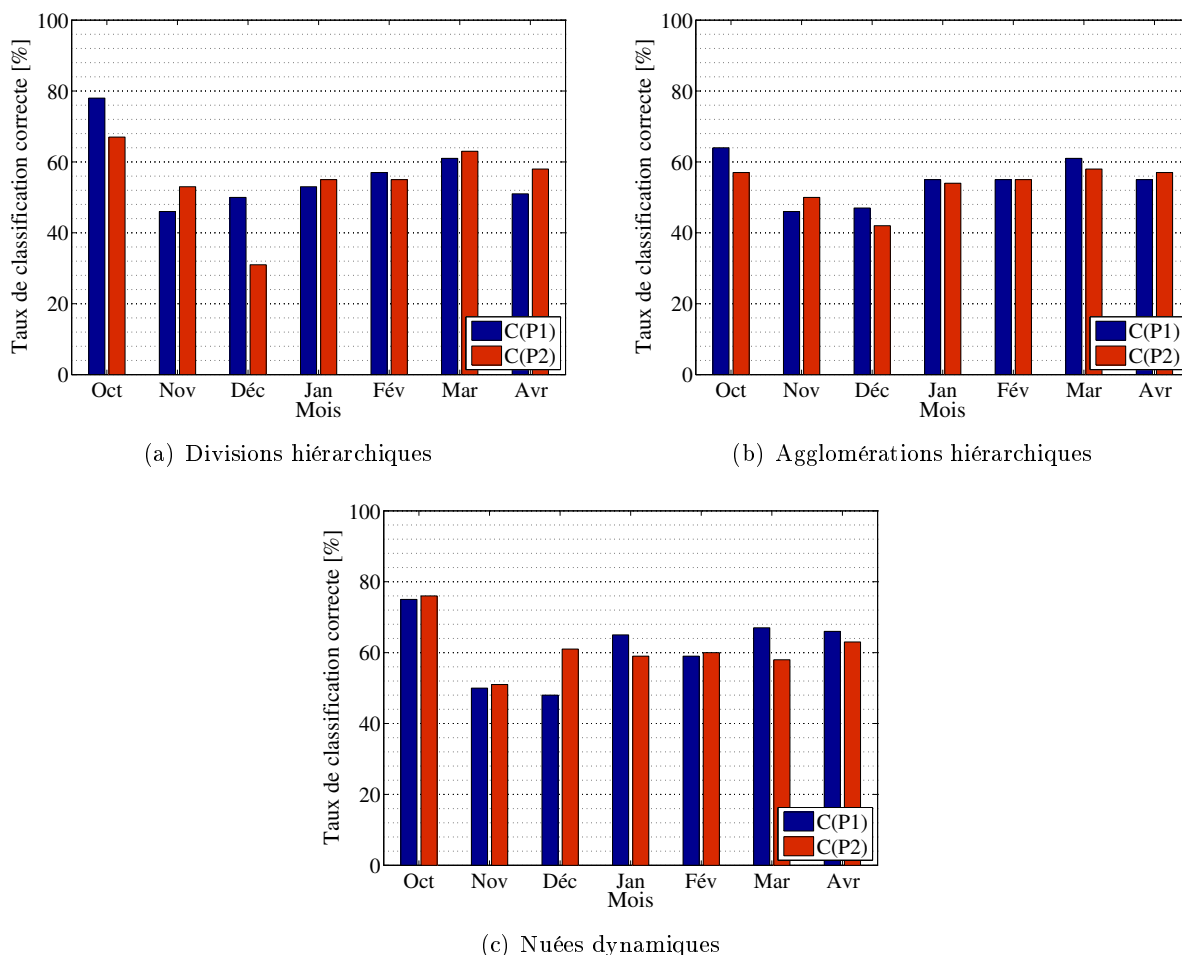 Taux de classification correcte [%]
100
80
60
40
20
0
Oct Nov Déc Jan Fév Mar Avr
Mois
C(P1)
C(P2)
(a) Divisions hiérarchiques
Taux de classification correcte [%]
100
80
60
40
20
0
Oct Nov Déc Jan Fév Mar Avr
Mois
C(P1)
C(P2)
(b) Agglomérations hiérarchiques
Taux de classification correcte [%]
100
80
60
40
20
0
Oct Nov Déc Jan Fév Mar Avr
Mois
C(P1)
C(P2)
(c) Nuées dynamiques